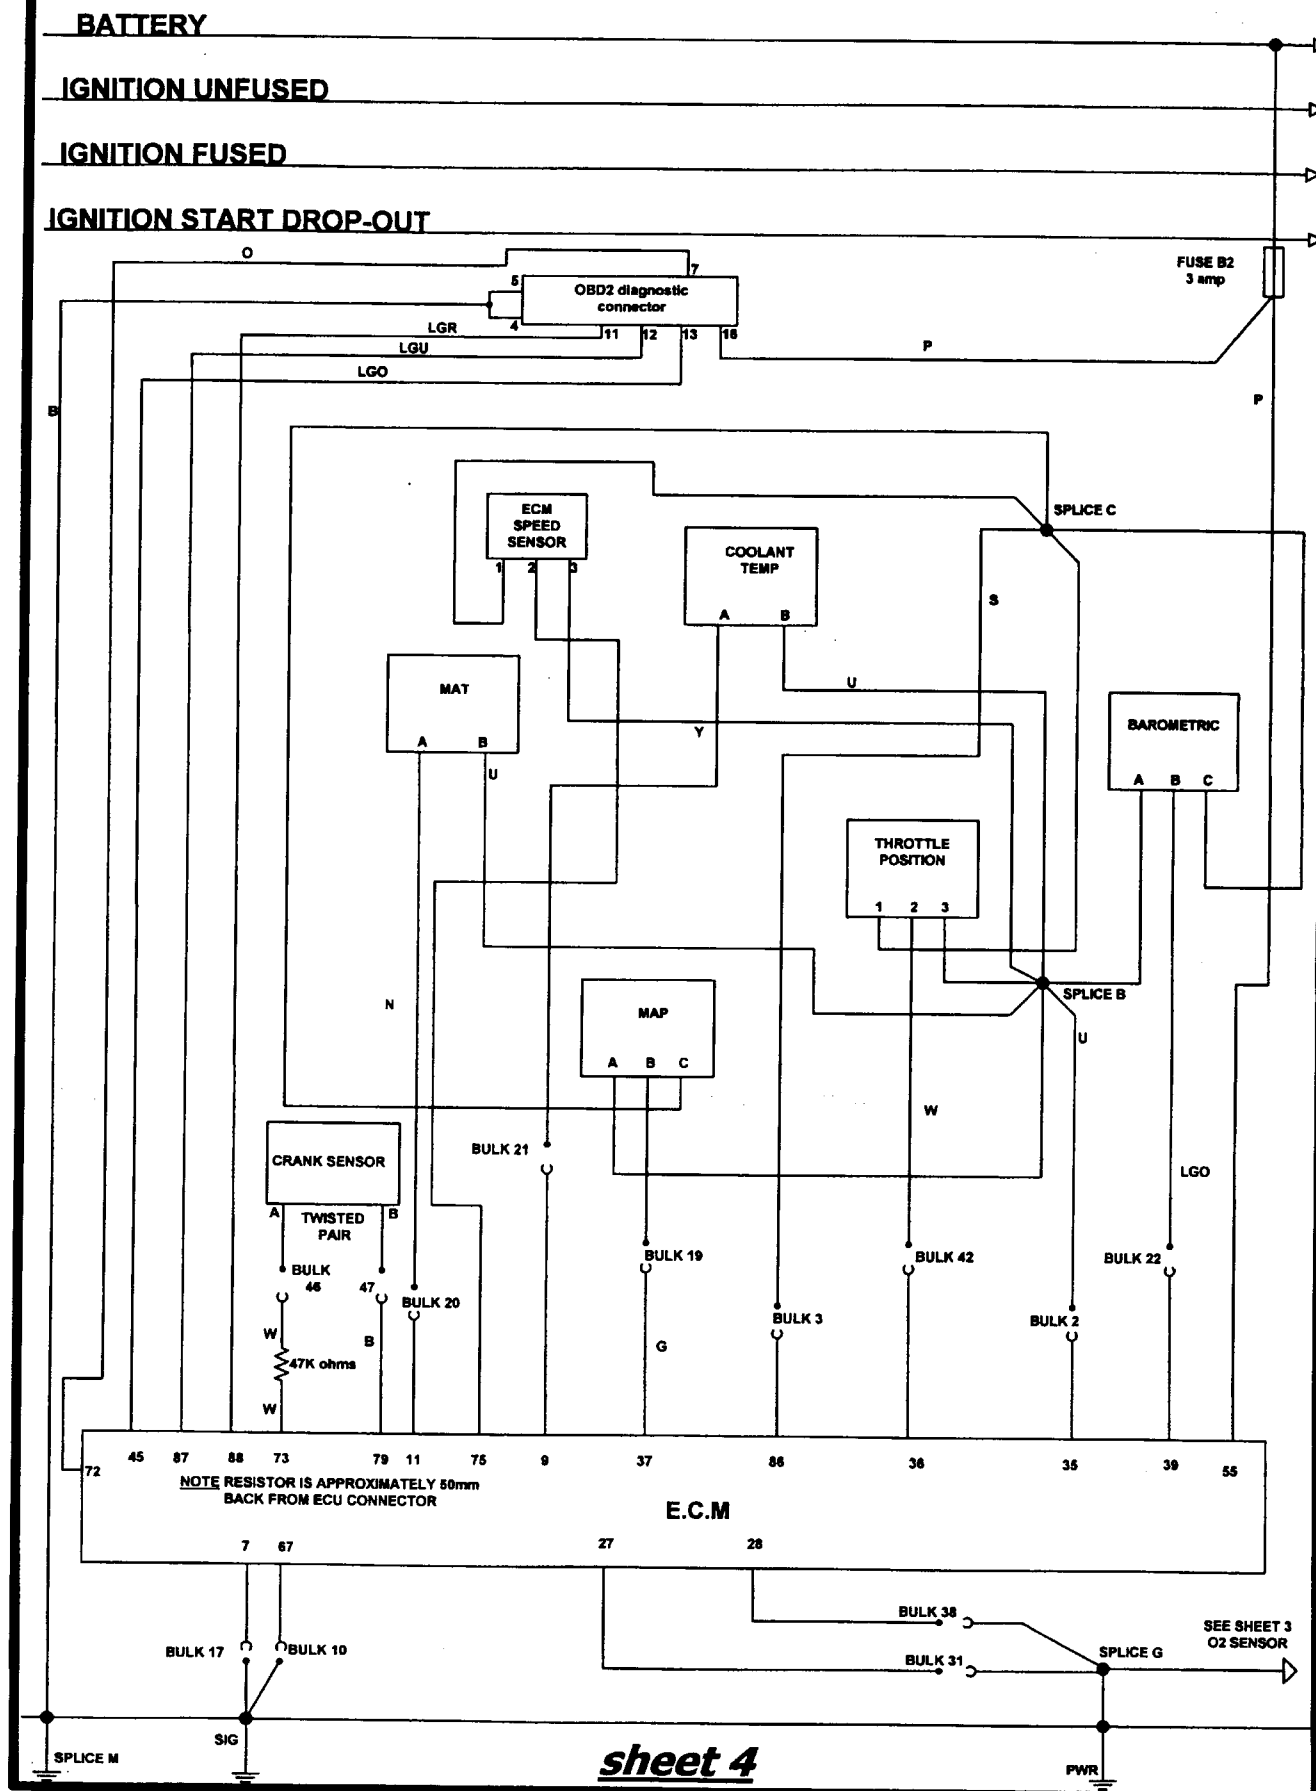 BATTERY
IGNITION UNFUSED
IGNITION FUSED
IGNITION START DROP-OUT
O
FUSE B2
3 amp
7
5
OBD2 diagnostic
connector
4
LGR
11
12
13
16
LGU
P
LGO
B
P
ECM
SPEED
SENSOR
1
2
3
SPLICE C
COOLANT
TEMP
A
B
S
MAT
A
B
U
U
Y
BAROMETRIC
A
B
C
THROTTLE
POSITION
1
2
3
N
MAP
A
B
C
SPLICE B
U
W
CRANK SENSOR
A
B
TWISTED
PAIR
BULK 21
LGO
BULK
46
47
BULK 20
BULK 19
BULK 42
BULK 22
BULK 3
BULK 2
W
B
G
47K ohms
W
72
45
87
88
73
79
11
75
9
37
86
36
35
39
55
NOTE RESISTOR IS APPROXIMATELY 50mm
BACK FROM ECU CONNECTOR
E.C.M
7
67
27
28
BULK 17
BULK 10
BULK 38
BULK 31
SPLICE G
SEE SHEET 3
O2 SENSOR
SPLICE M
SIG
sheet 4
PWR